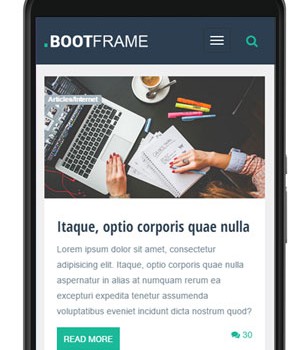 .BOOTFRAME
Articles/Internet
Itaque, optio corporis quae nulla
Lorem ipsum dolor sit amet, consectetur
adipisicing elit. Itaque, optio corporis quae nulla
aspernatur in alias at numquam rerum ea
excepturi expedita tenetur assumenda
voluptatibus eveniet incidunt dicta nostrum quod?
READ MORE
30